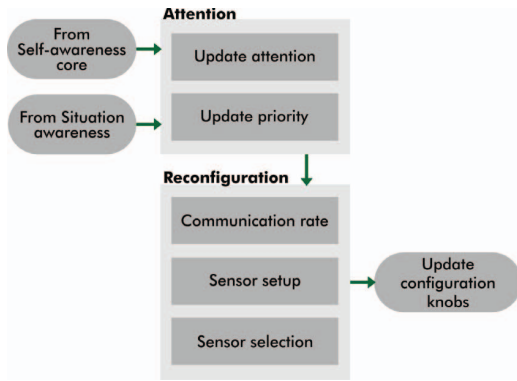 Attention
From
Self-awareness
core
Update attention
From Situation
awareness
Update priority
Reconfiguration
Communication rate
Sensor setup
Update
configuration
knobs
Sensor selection